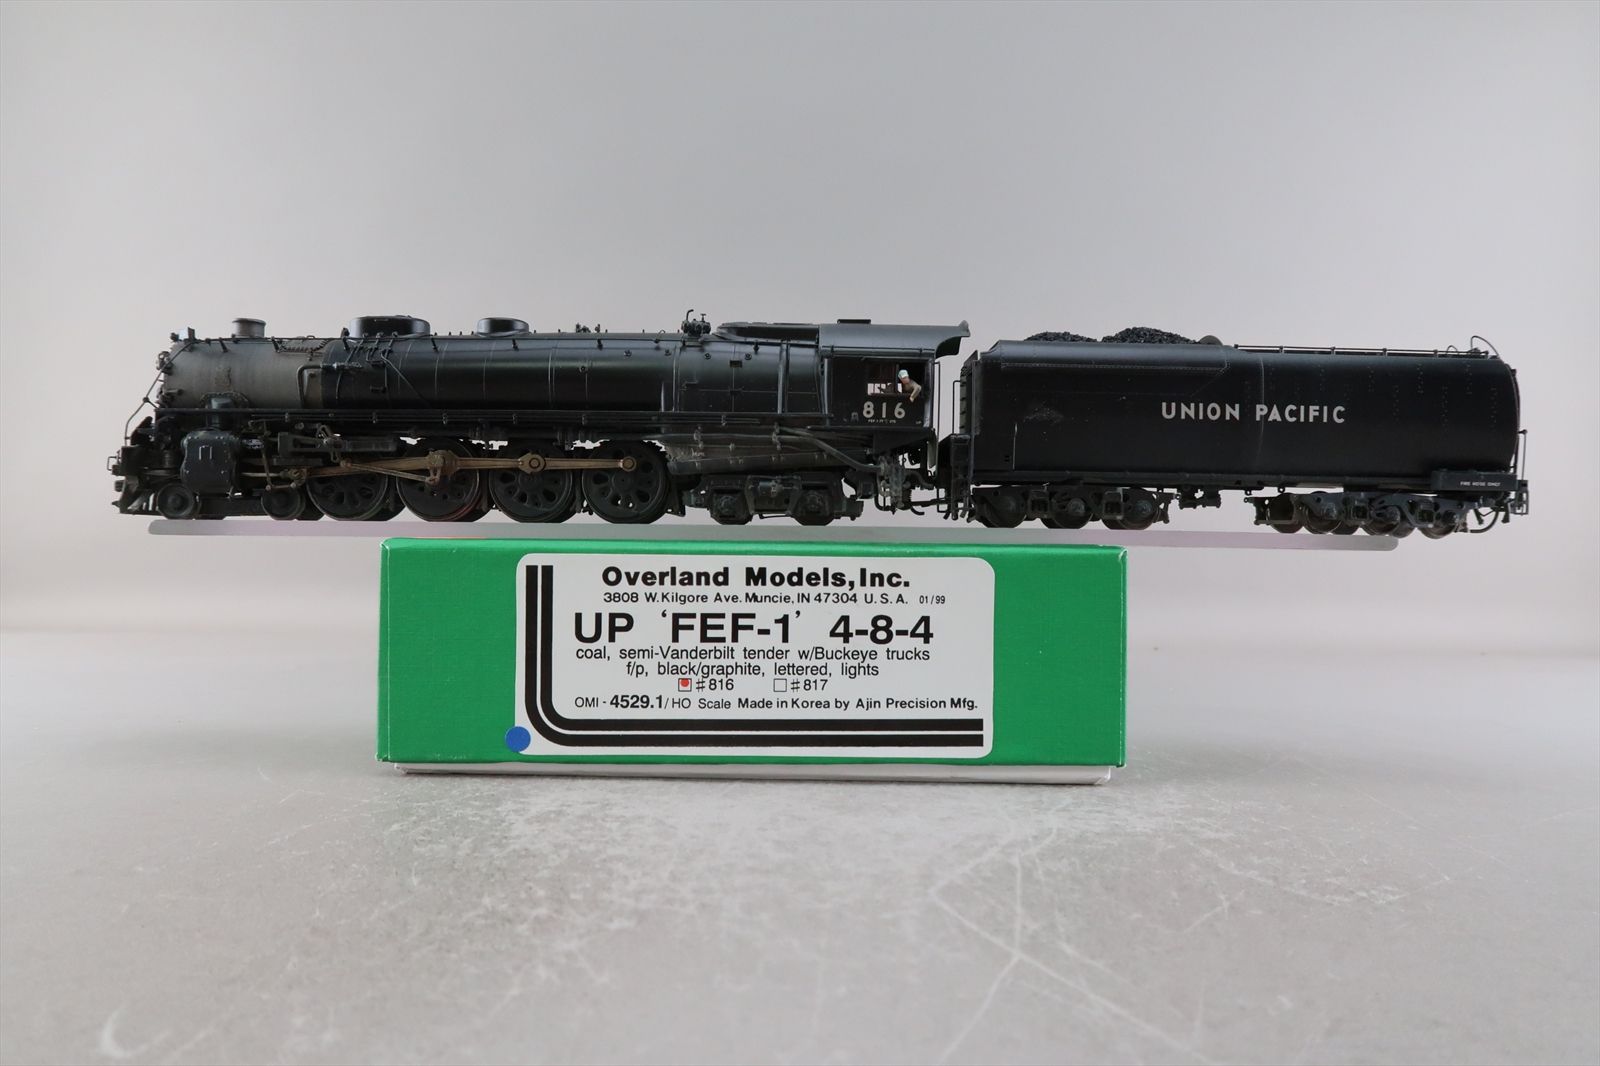 816
UNION PACIFIC
Overland Models, Inc.
3808 W. Kilgore Ave. Muncie, IN 47304 U.S.A. 01/99
UP 'FEF-1' 4-8-4
coal, semi-Vanderbilt tender w/Buckeye trucks
f/p, black/graphite, lettered, lights
#816 #817
OMI-4529.1/HO Scale Made in Korea by Ajin Precision Mfg.